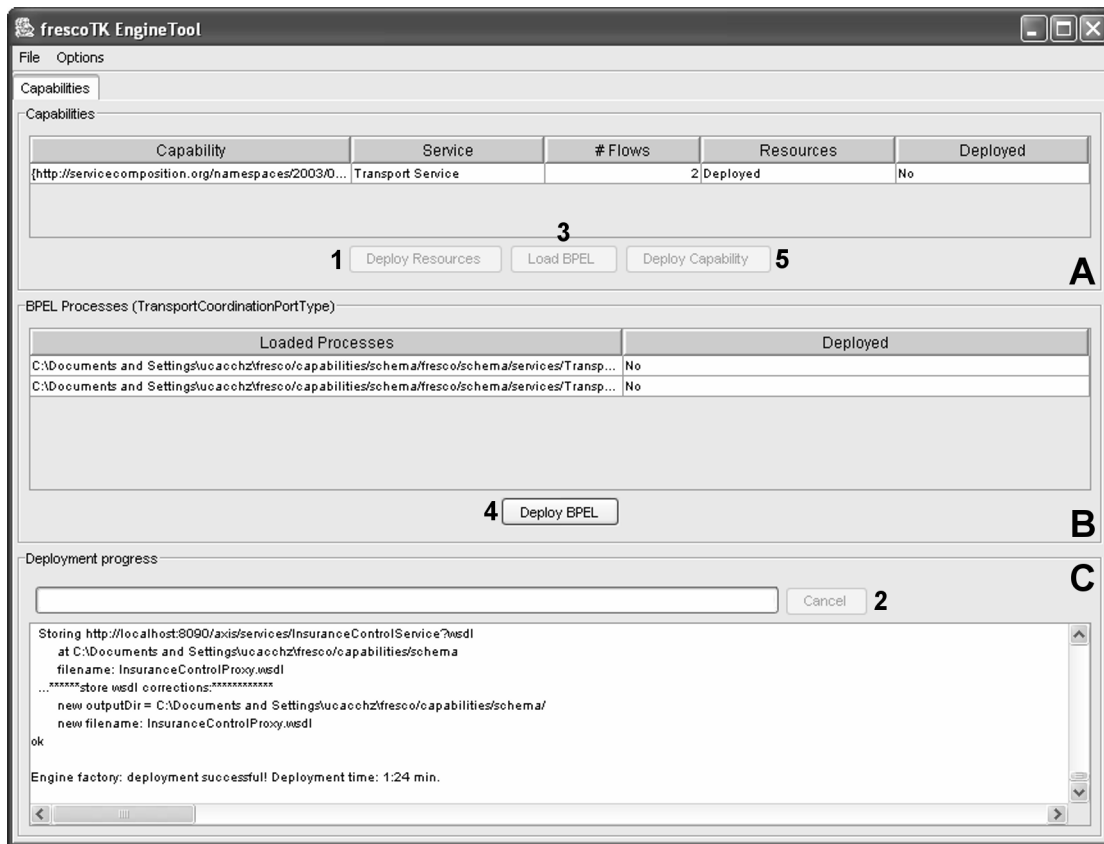 frescoTK EngineTool
File Options
Capabilities
Capabilities
Capability Service # Flows Resources Deployed
{http://servicecomposition.org/namespaces/2003/0... Transport Service 2 Deployed No
3
1 Deploy Resources Load BPEL Deploy Capability 5
A
BPEL Processes (TransportCoordinationPortType)
Loaded Processes Deployed
C:\Documents and Settings\ucacchz\fresco/capabilities/schema/fresco/schema/services/Transp... No
C:\Documents and Settings\ucacchz\fresco/capabilities/schema/fresco/schema/services/Transp... No
4 Deploy BPEL
B
Deployment progress
C
Cancel 2
Storing http://localhost:8090/axis/services/InsuranceControlService?wsdl
at C:\Documents and Settings\ucacchz\fresco/capabilities/schema
filename: InsuranceControlProxy.wsdl
...******store wsdl corrections:************
new outputDir = C:\Documents and Settings\ucacchz\fresco/capabilities/schema/
new filename: InsuranceControlProxy.wsdl
ok
Engine factory: deployment successful! Deployment time: 1:24 min.